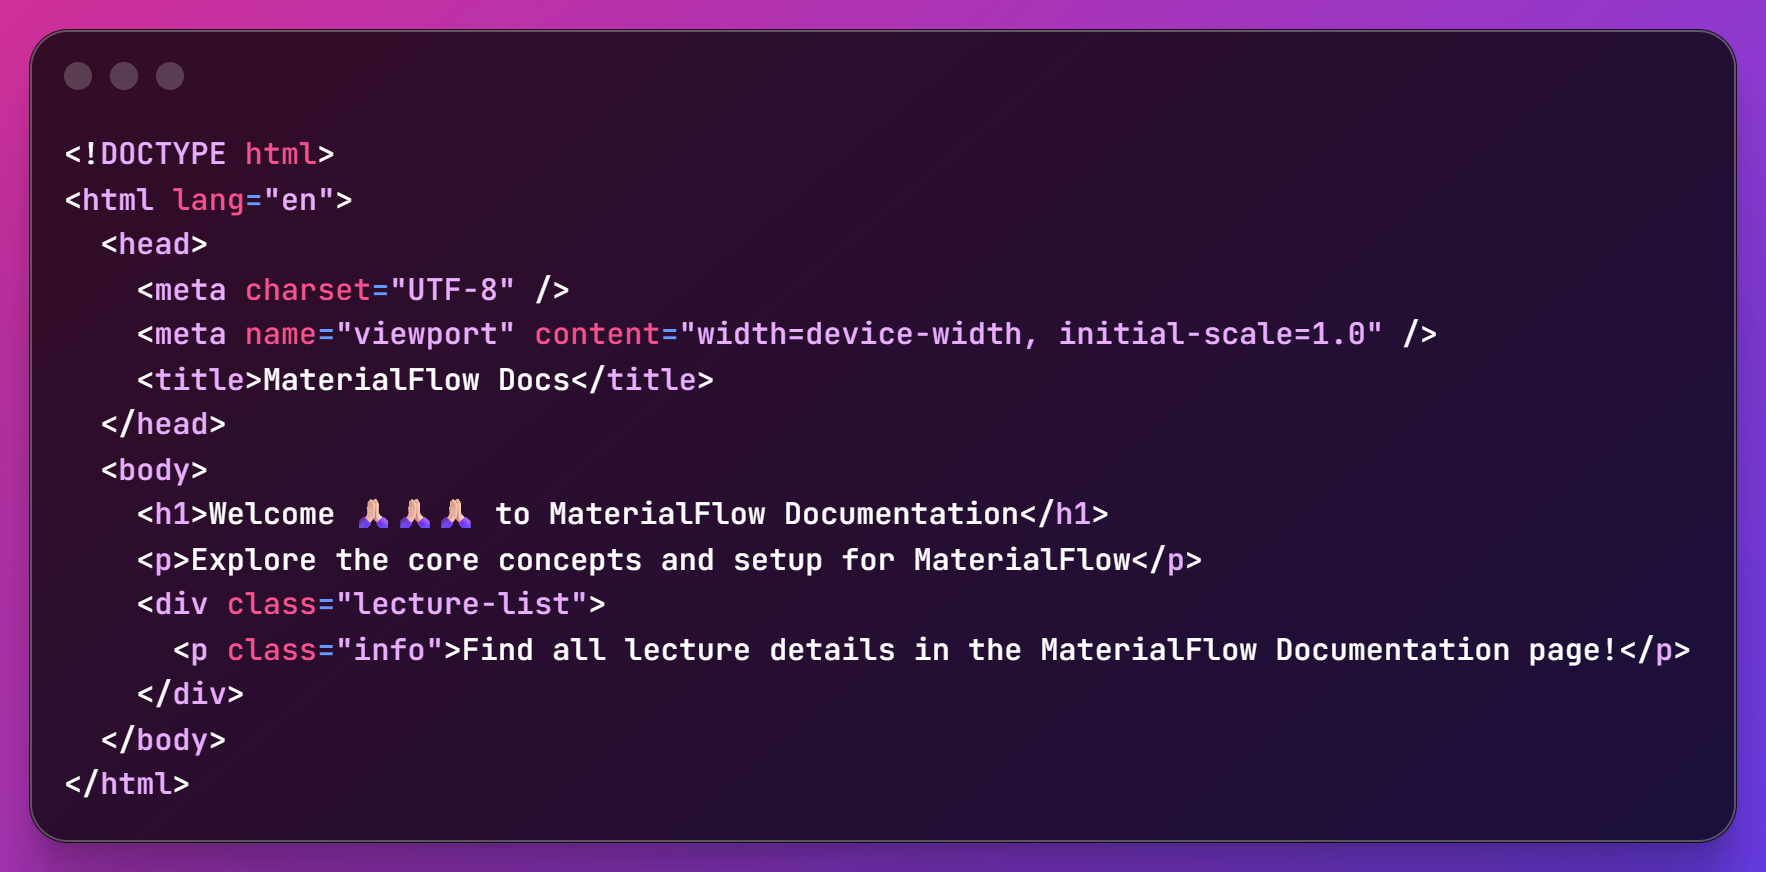 <!DOCTYPE html>
<html lang="en">
  <head>
    <meta charset="UTF-8" />
    <meta name="viewport" content="width=device-width, initial-scale=1.0" />
    <title>MaterialFlow Docs</title>
  </head>
  <body>
    <h1>Welcome 🙏🏻🙏🏻🙏🏻 to MaterialFlow Documentation</h1>
    <p>Explore the core concepts and setup for MaterialFlow</p>
    <div class="lecture-list">
      <p class="info">Find all lecture details in the MaterialFlow Documentation page!</p>
    </div>
  </body>
</html>